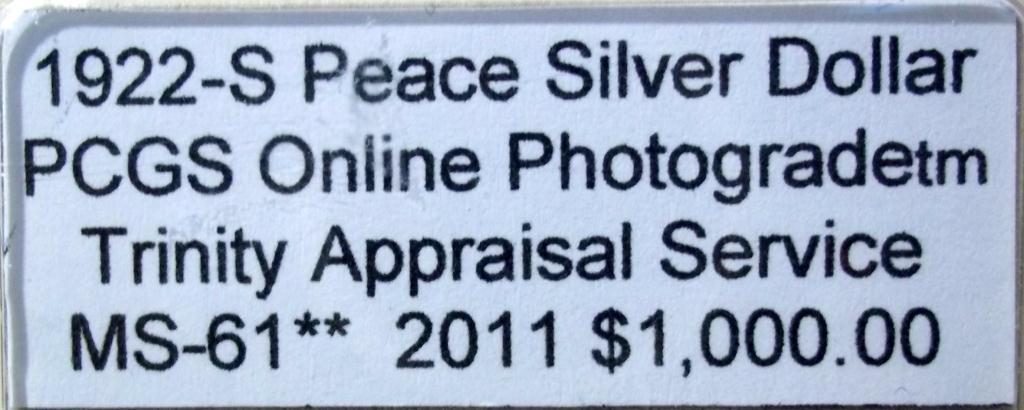 1922-S Peace Silver Dollar
PCGS Online Photogradetm
Trinity Appraisal Service
MS-61** 2011 $1,000.00